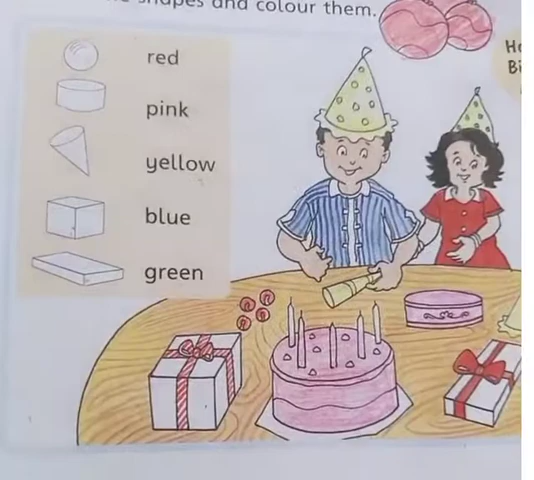 shapes and colour them.
red
pink
yellow
blue
green